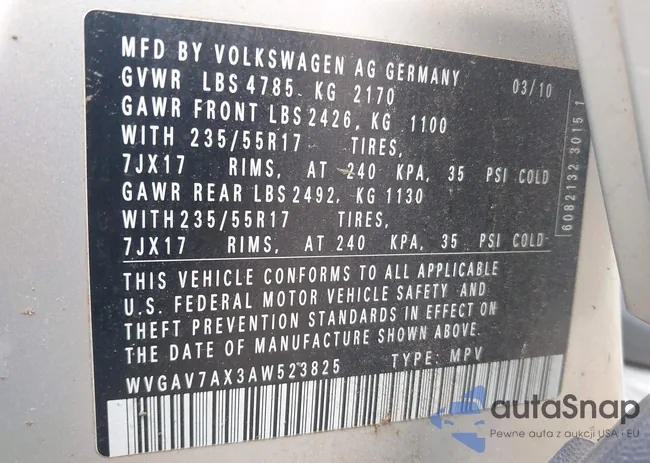 MFD BY VOLKSWAGEN AG GERMANY
GVWR LBS 4785 KG 2170 03/10
GAWR FRONT LBS 2426, KG 1100
WITH 235/55R17 TIRES,
7JX17 RIMS, AT 240 KPA, 35 PSI COLD
GAWR REAR LBS 2492, KG 1130
WITH 235/55R17 TIRES,
7JX17 RIMS, AT 240 KPA, 35 PSI COLD
THIS VEHICLE CONFORMS TO ALL APPLICABLE
U.S. FEDERAL MOTOR VEHICLE SAFETY AND
THEFT PREVENTION STANDARDS IN EFFECT ON
THE DATE OF MANUFACTURE SHOWN ABOVE.
WVGAV7AX3AW523825 TYPE: MPV
6082132 3015 1
autaSnap
Pewne auta z aukcji USA i EU